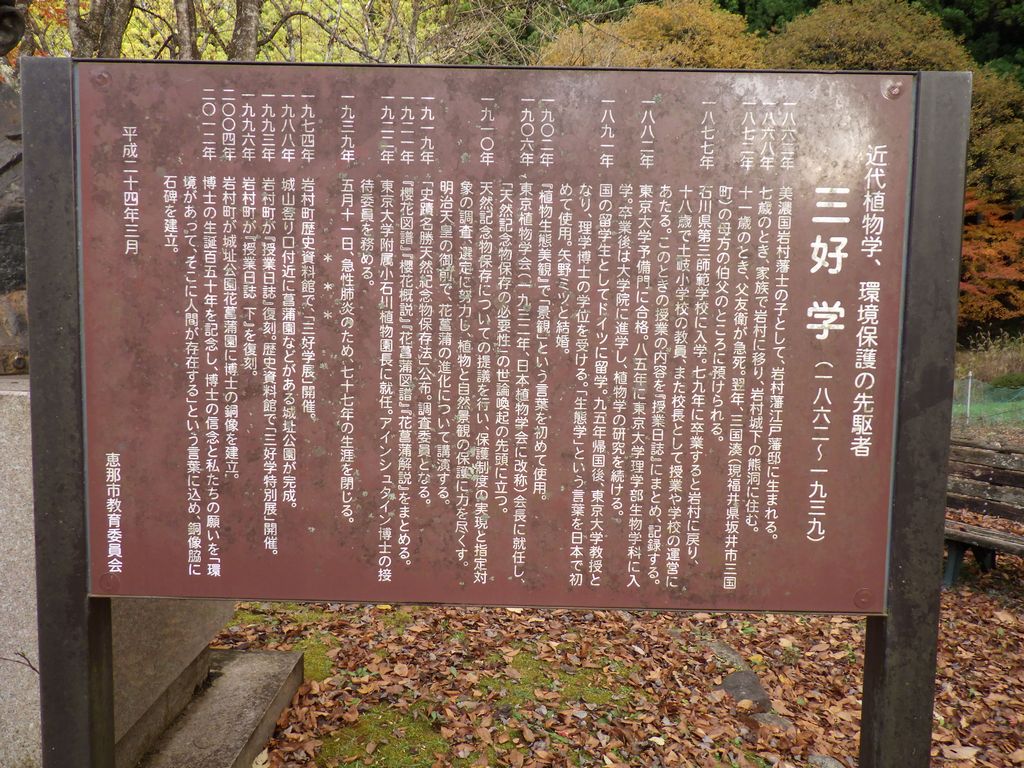 近代植物学、環境保護の先駆者
三好 学(一八六二〜一九三九)
一八六二年 美濃国岩村藩士の子として、岩村藩江戸藩邸に生まれる。
一八六八年 七歳のとき、家族で岩村に移り、岩村城下の熊洞に住む。
一八七二年 十一歳のとき、父友衛が急死。翌年、三国湊(現福井県坂井市三国
町)の母方の伯父のところに預けられる。
一八七七年 石川県第三師範学校に入学。七九年に卒業すると岩村に戻り、
十八歳で土岐小学校の教員、また校長として授業や学校の運営に
あたる。このときの授業の内容を『授業日誌』にまとめ、記録する。
一八八二年 東京大学予備門に合格。八五年に東京大学理学部生物学科に入
学。卒業後は大学院に進学し、植物学の研究を続ける。
一八九一年 国の留学生としてドイツに留学。九五年帰国後、東京大学教授と
なり、理学博士の学位を受ける。「生態学」という言葉を日本で初
めて使用。矢野ミツと結婚。
一九〇二年 『植物生態美観』で「景観」という言葉を初めて使用。
一九〇六年 東京植物学会(一九三二年、日本植物学会に改称)会長に就任し、
「天然記念物保存の必要性」の世論喚起の先頭に立つ。
一九一〇年 天然記念物保存についての提議を行い、保護制度の実現と指定対
象の調査、選定に努力し、植物と自然景観の保護に力を尽くす。
明治天皇の御前で、花菖蒲の進化について講演する。
一九一九年 「史蹟名勝天然紀念物保存法」公布。調査委員となる。
一九二一年 『櫻花図譜』『櫻花概説』『花菖蒲図譜』『花菖蒲解説』をまとめる。
一九二二年 東京大学附属小石川植物園長に就任。アインシュタイン博士の接
待委員を務める。
一九三九年 五月十一日、急性肺炎のため、七十七年の生涯を閉じる。
＊ ＊ ＊
一九七四年 岩村町歴史資料館で、「三好学展」開催。
一九八八年 城山登り口付近に菖蒲園などがある城址公園が完成。
一九九三年 岩村町が『授業日誌』復刻。歴史資料館で「三好学特別展」開催。
一九九六年 岩村町が、『授業日誌 下』を復刻。
二〇〇四年 岩村町が城址公園花菖蒲園に博士の銅像を建立。
二〇一二年 博士の生誕百五十年を記念し、博士の信念と私たちの願いを「環
境があって、そこに人間が存在する」という言葉に込め、銅像脇に
石碑を建立。
平成二十四年三月
恵那市教育委員会